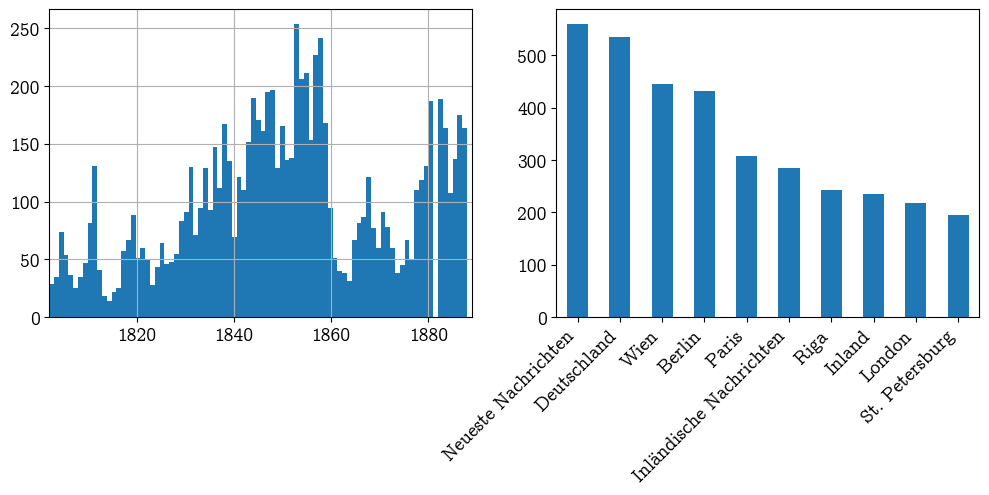 250
200
150
100
50
0
1820 1840 1860 1880
500
400
300
200
100
0
Neueste Nachrichten
Deutschland
Wien
Berlin
Paris
Inländische Nachrichten
Riga
Inland
London
St. Petersburg